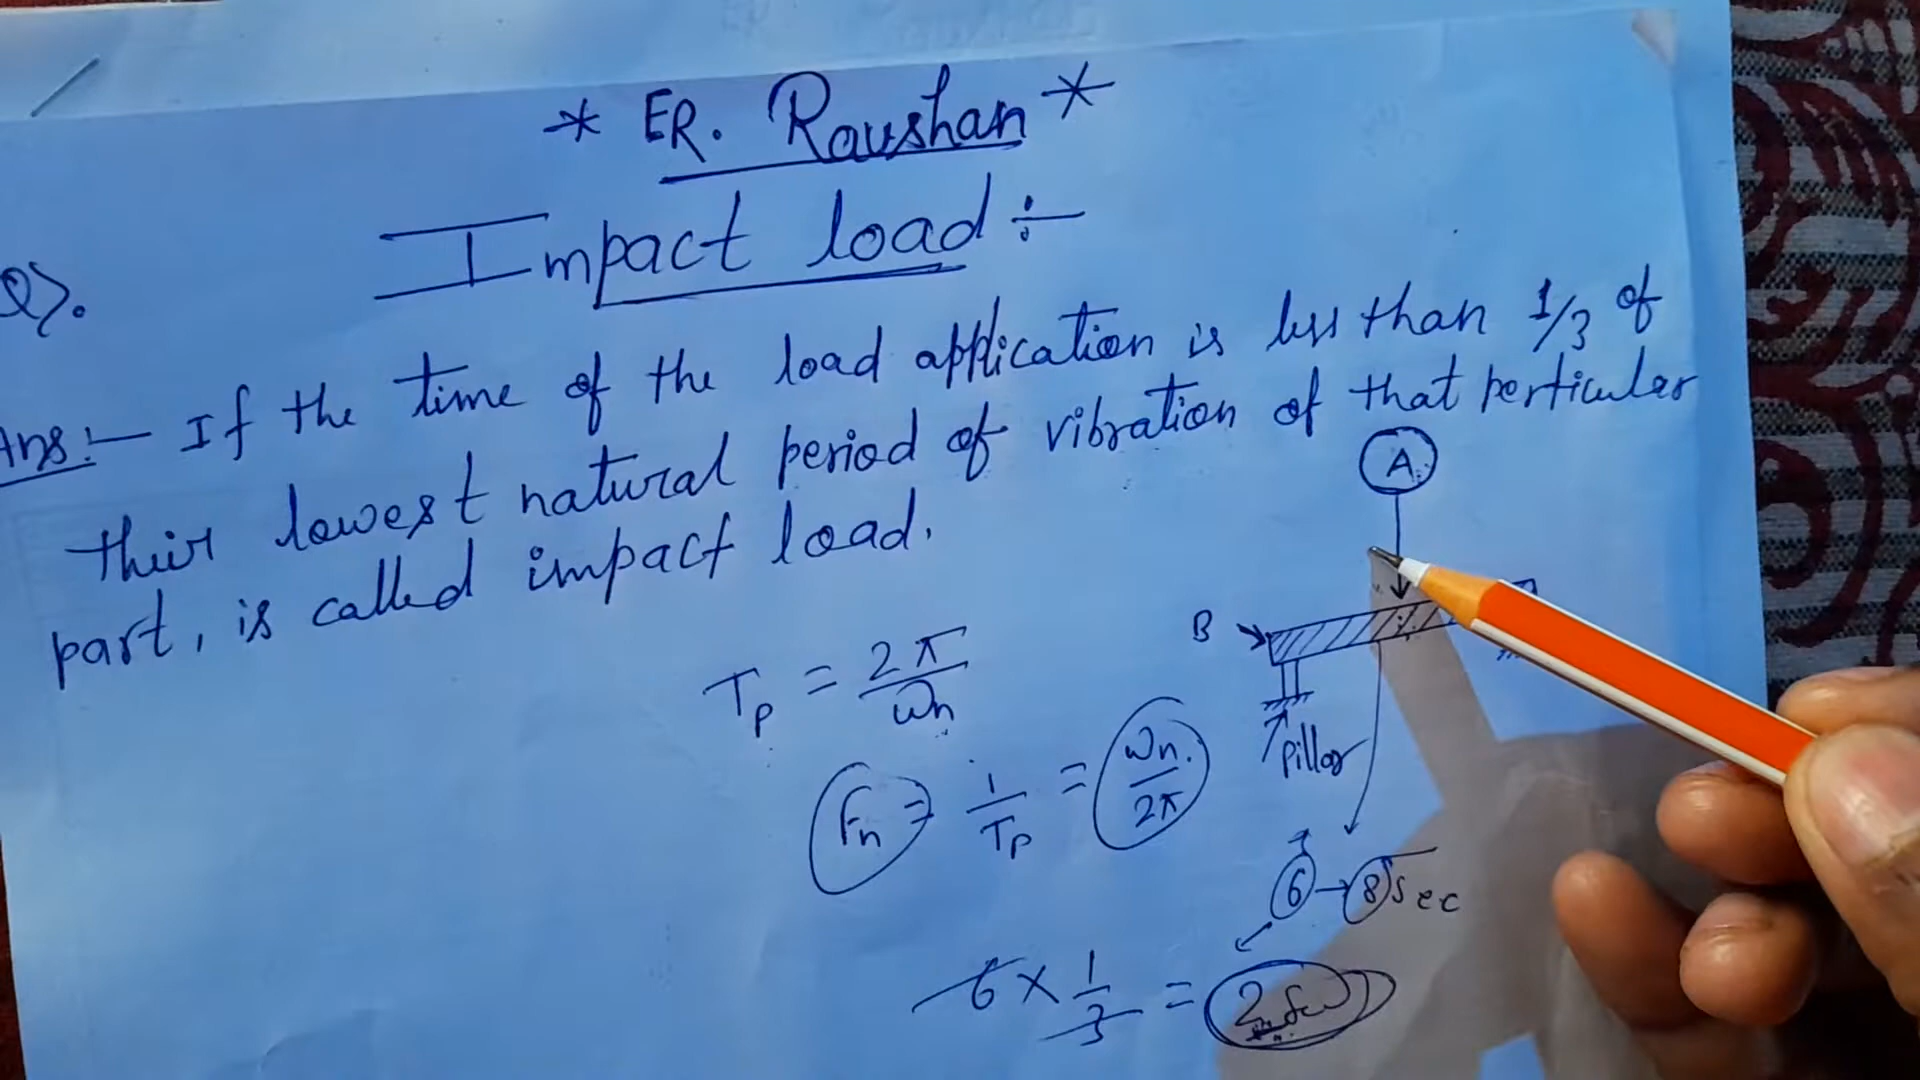 * ER. Raushan *
Impact load :-
Q).
Ans:- If the time of the load application is less than 1/3 of
their lowest natural period of vibration of that perticular
part, is called impact load.
A
B
Pillar
Tp = 2π/ωn
Fn = 1/Tp = ωn/2π
6 → 8 sec
6 × 1/3 = 2 sec